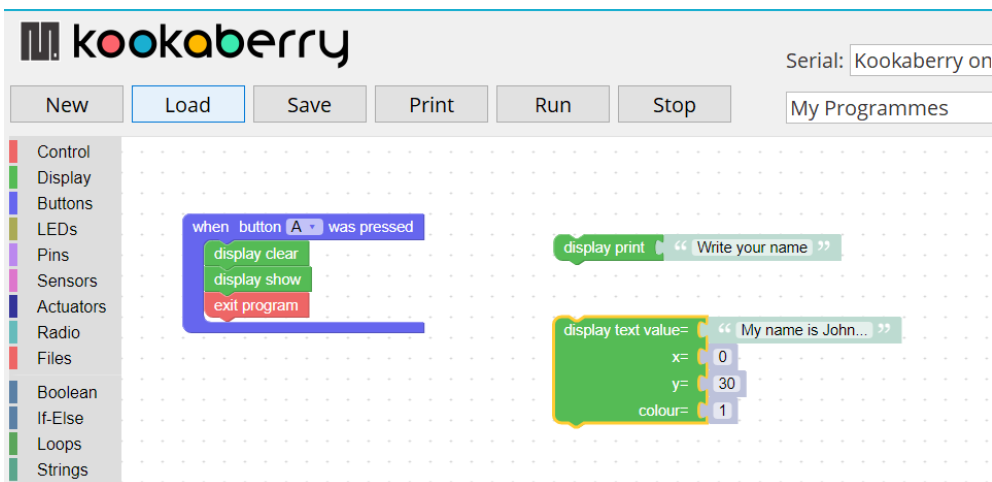 kookaberry
Serial: Kookaberry on
New Load Save Print Run Stop
My Programmes
Control
Display
Buttons
LEDs
Pins
Sensors
Actuators
Radio
Files
Boolean
If-Else
Loops
Strings
when button A was pressed
display clear
display show
exit program
display print “ Write your name ”
display text value= “ My name is John... ”
x= 0
y= 30
colour= 1